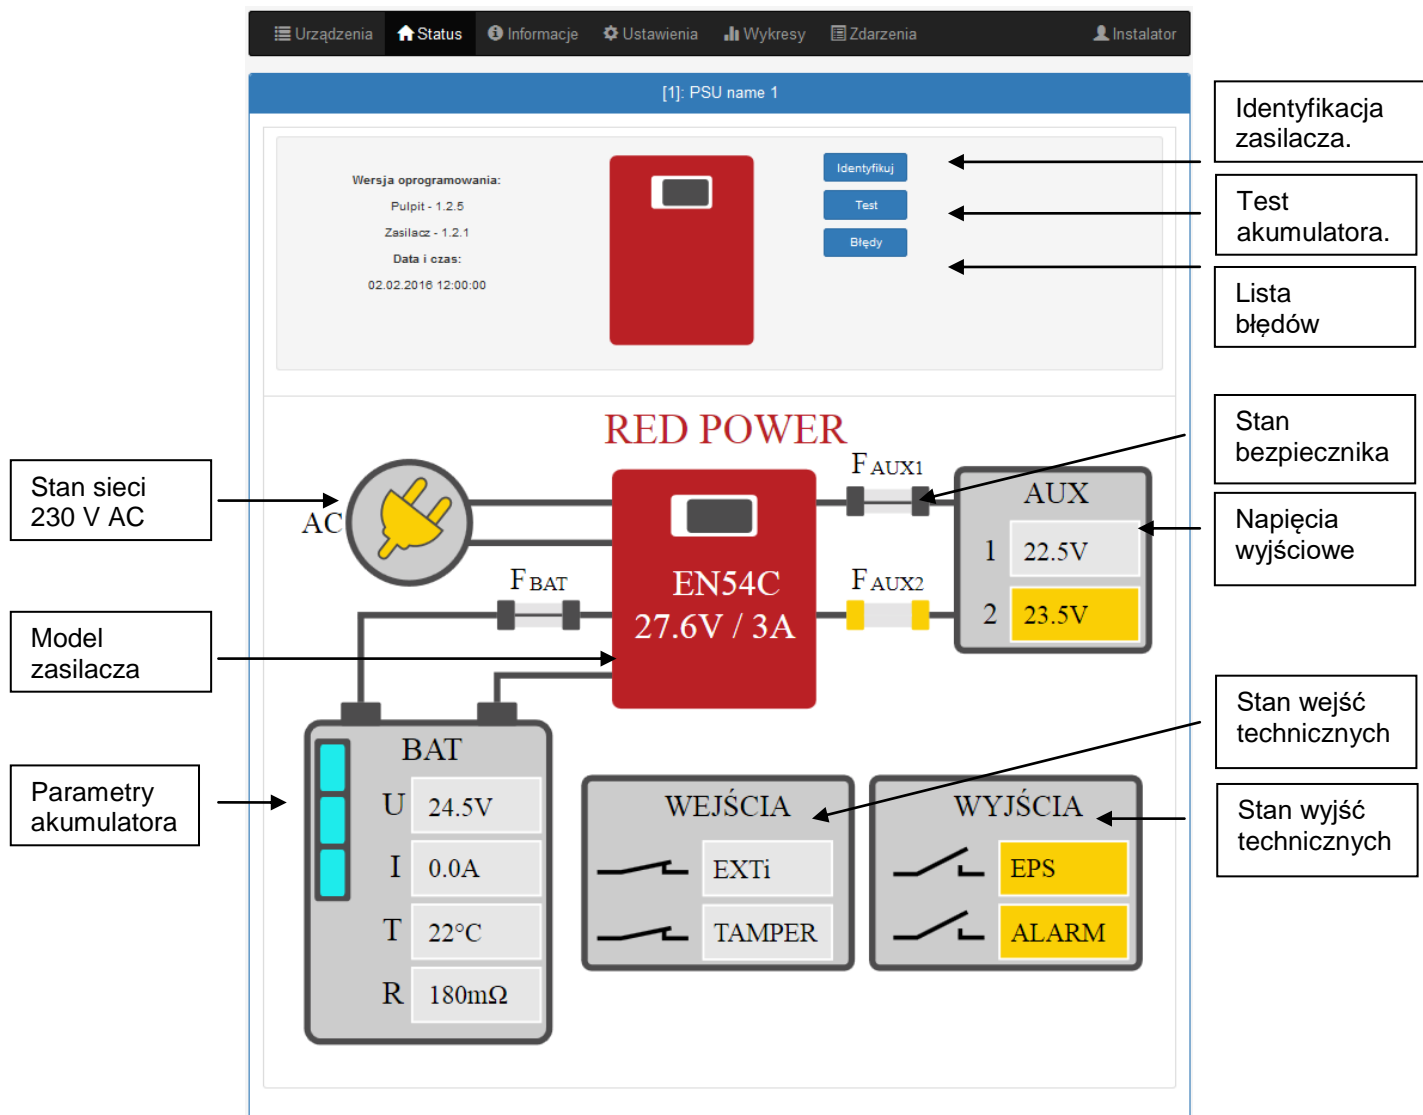 Urządzenia Status Informacje Ustawienia Wykresy Zdarzenia Instalator
[1]: PSU name 1
Wersja oprogramowania:
Pulpit - 1.2.5
Zasilacz - 1.2.1
Data i czas:
02.02.2016 12:00:00
Identyfikuj
Test
Błędy
Identyfikacja
zasilacza.
Test
akumulatora.
Lista
błędów
RED POWER
Stan
bezpiecznika
Stan sieci
230 V AC
AC
F AUX1
AUX
1 22.5V
Napięcia
wyjściowe
F BAT
EN54C
27.6V / 3A
F AUX2
2 23.5V
Model
zasilacza
Stan wejść
technicznych
BAT
Parametry
akumulatora
U 24.5V
I 0.0A
T 22°C
R 180mΩ
WEJŚCIA
EXTi
TAMPER
WYJŚCIA
EPS
ALARM
Stan wyjść
technicznych